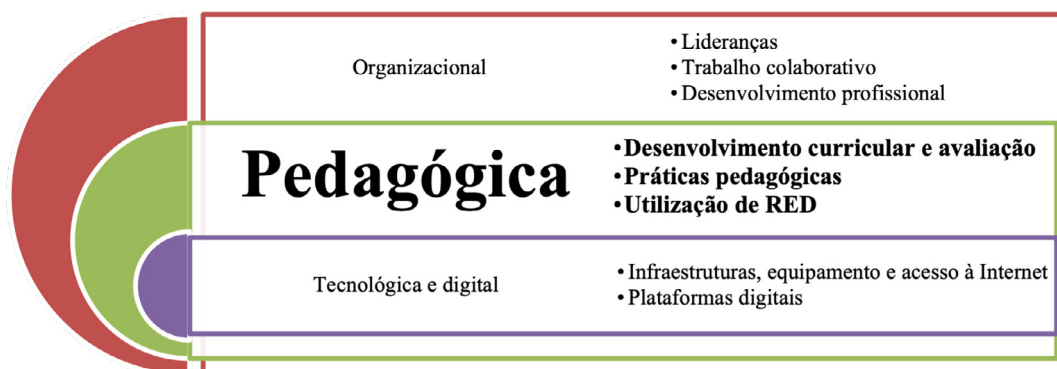 Organizacional
• Lideranças
• Trabalho colaborativo
• Desenvolvimento profissional
Pedagógica
• Desenvolvimento curricular e avaliação
• Práticas pedagógicas
• Utilização de RED
Tecnológica e digital
• Infraestruturas, equipamento e acesso à Internet
• Plataformas digitais